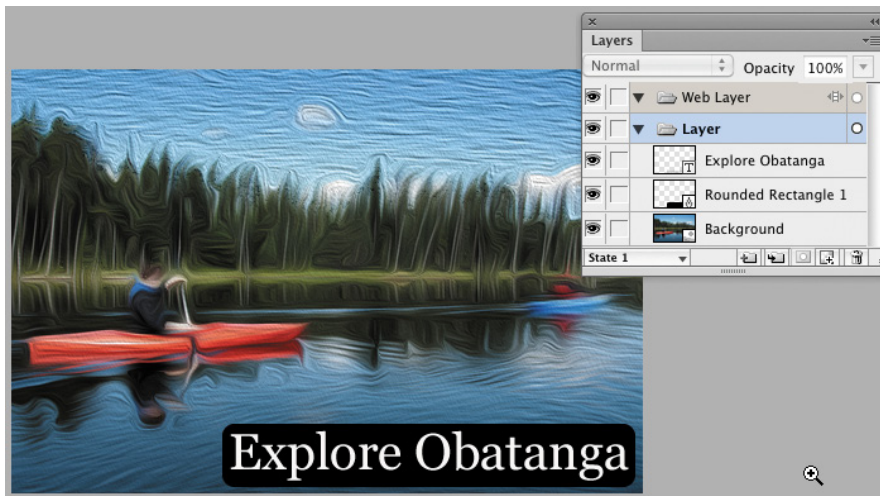 Layers
Normal
Opacity 100%
Web Layer
Layer
Explore Obatanga
T
Rounded Rectangle 1
Background
State 1
Explore Obatanga